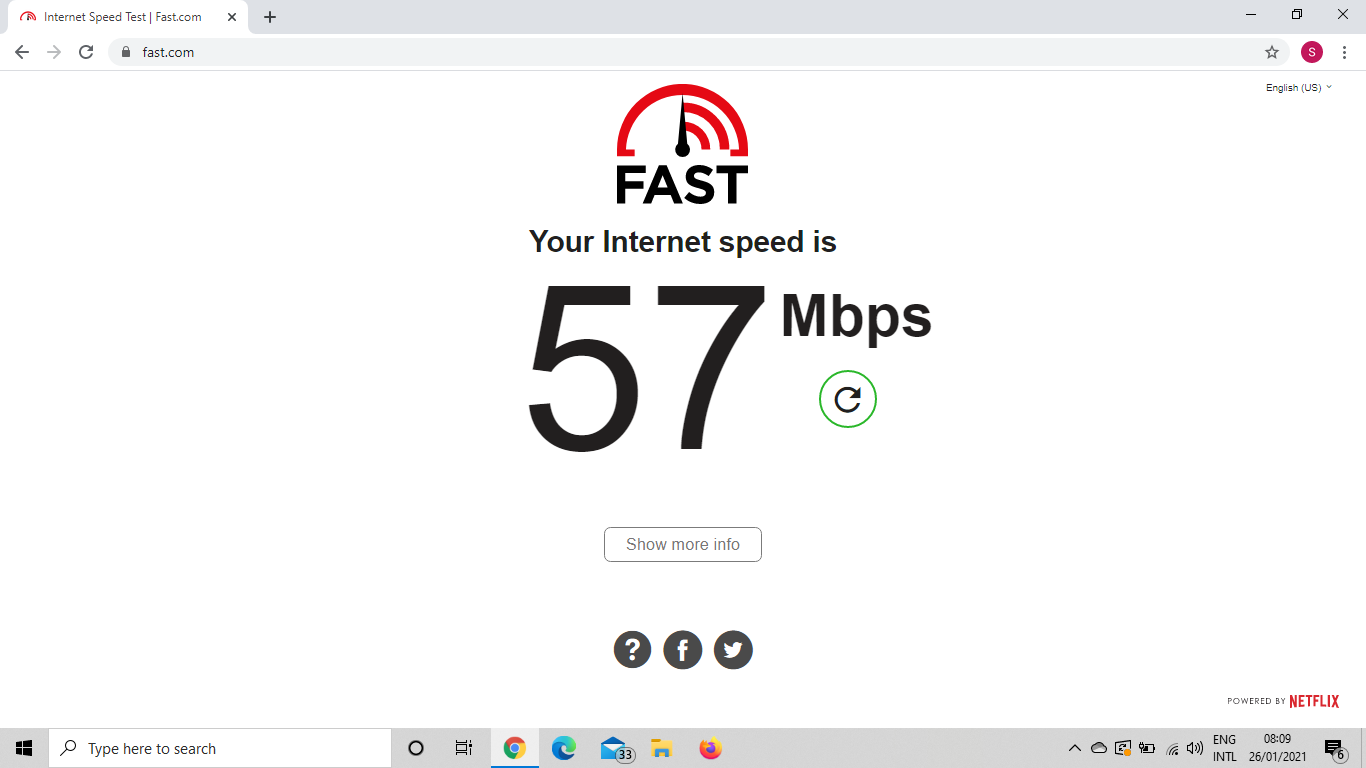 Internet Speed Test | Fast.com
fast.com
S
English (US)
FAST
Your Internet speed is
57 Mbps
Show more info
?
f
POWERED BY NETFLIX
Type here to search
33
ENG
INTL
08:09
26/01/2021
6